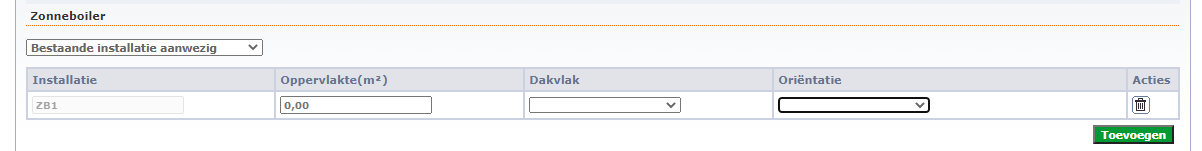 Zonneboiler
Bestaande installatie aanwezig
Installatie Oppervlakte(m²) Dakvlak Oriëntatie Acties
ZB1 0,00
Toevoegen